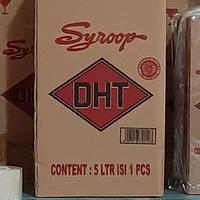 Syroop
DHT
CONTENT : 5 LTR ISI 1 PCS